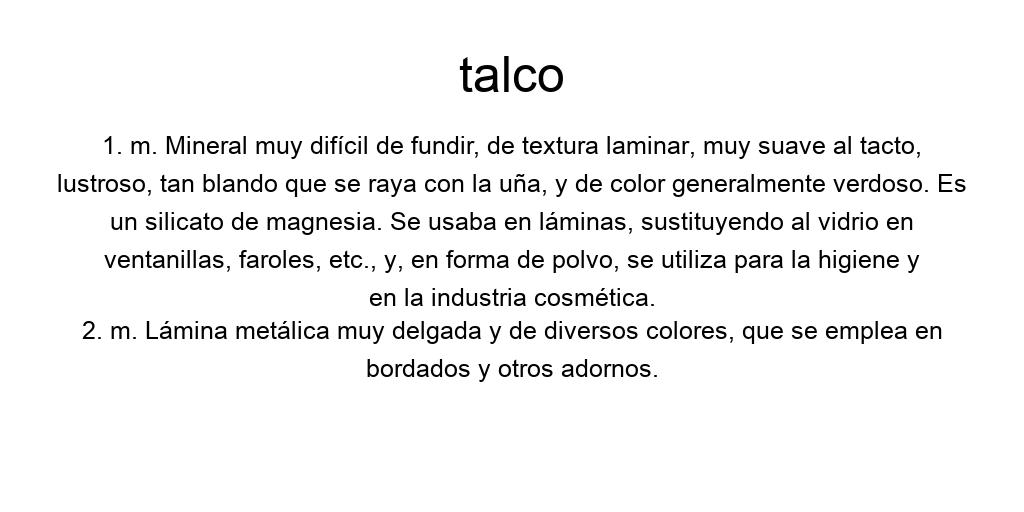 talco
1. m. Mineral muy difícil de fundir, de textura laminar, muy suave al tacto,
lustroso, tan blando que se raya con la uña, y de color generalmente verdoso. Es
un silicato de magnesia. Se usaba en láminas, sustituyendo al vidrio en
ventanillas, faroles, etc., y, en forma de polvo, se utiliza para la higiene y
en la industria cosmética.
2. m. Lámina metálica muy delgada y de diversos colores, que se emplea en
bordados y otros adornos.